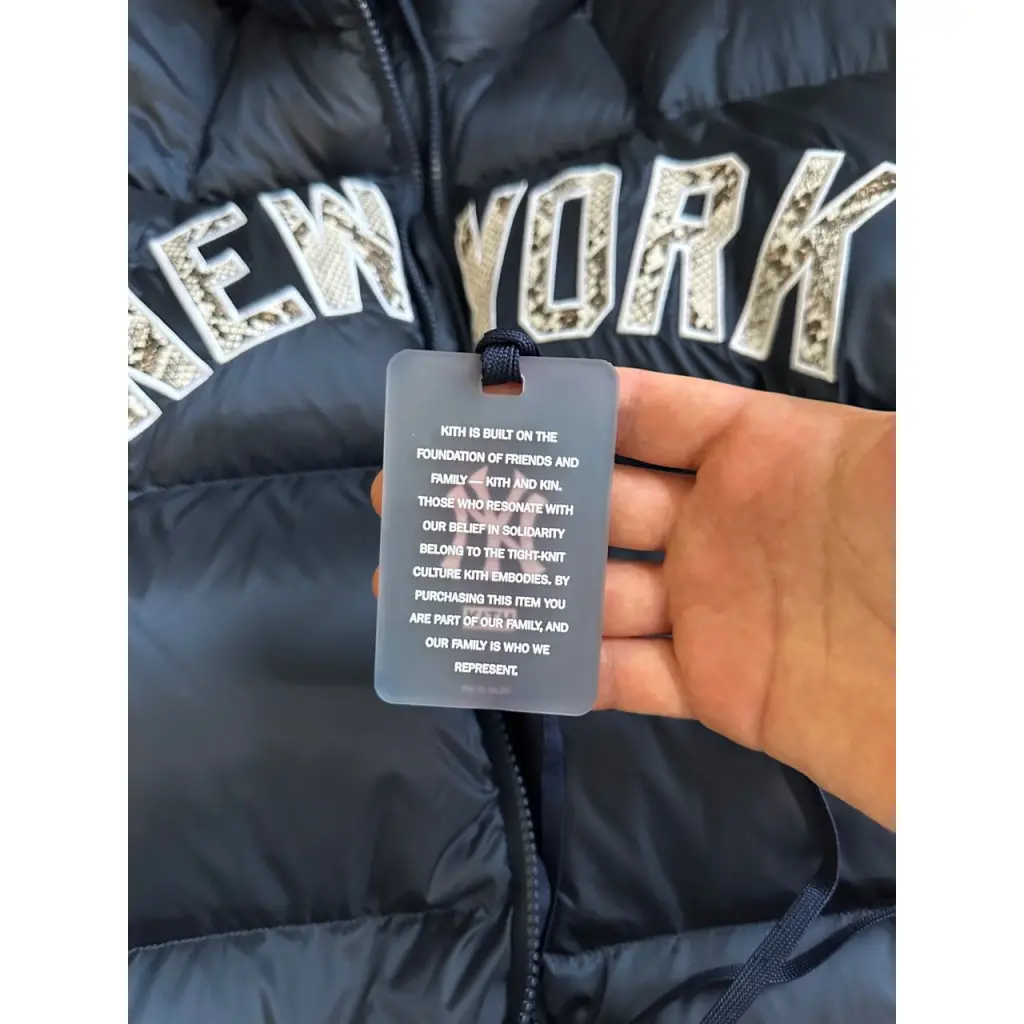 NEW YORK
KITH IS BUILT ON THE
FOUNDATION OF FRIENDS AND
FAMILY — KITH AND KIN.
THOSE WHO RESONATE WITH
OUR BELIEF IN SOLIDARITY
BELONG TO THE TIGHT-KNIT
CULTURE KITH EMBODIES. BY
PURCHASING THIS ITEM YOU
ARE PART OF OUR FAMILY, AND
OUR FAMILY IS WHO WE
REPRESENT.